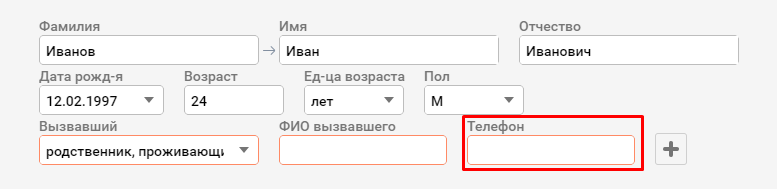 Фамилия Имя Отчество
Иванов Иван Иванович
Дата рожд-я Возраст Ед-ца возраста Пол
12.02.1997 24 лет М
Вызвавший ФИО вызвавшего Телефон
родственник, проживающи